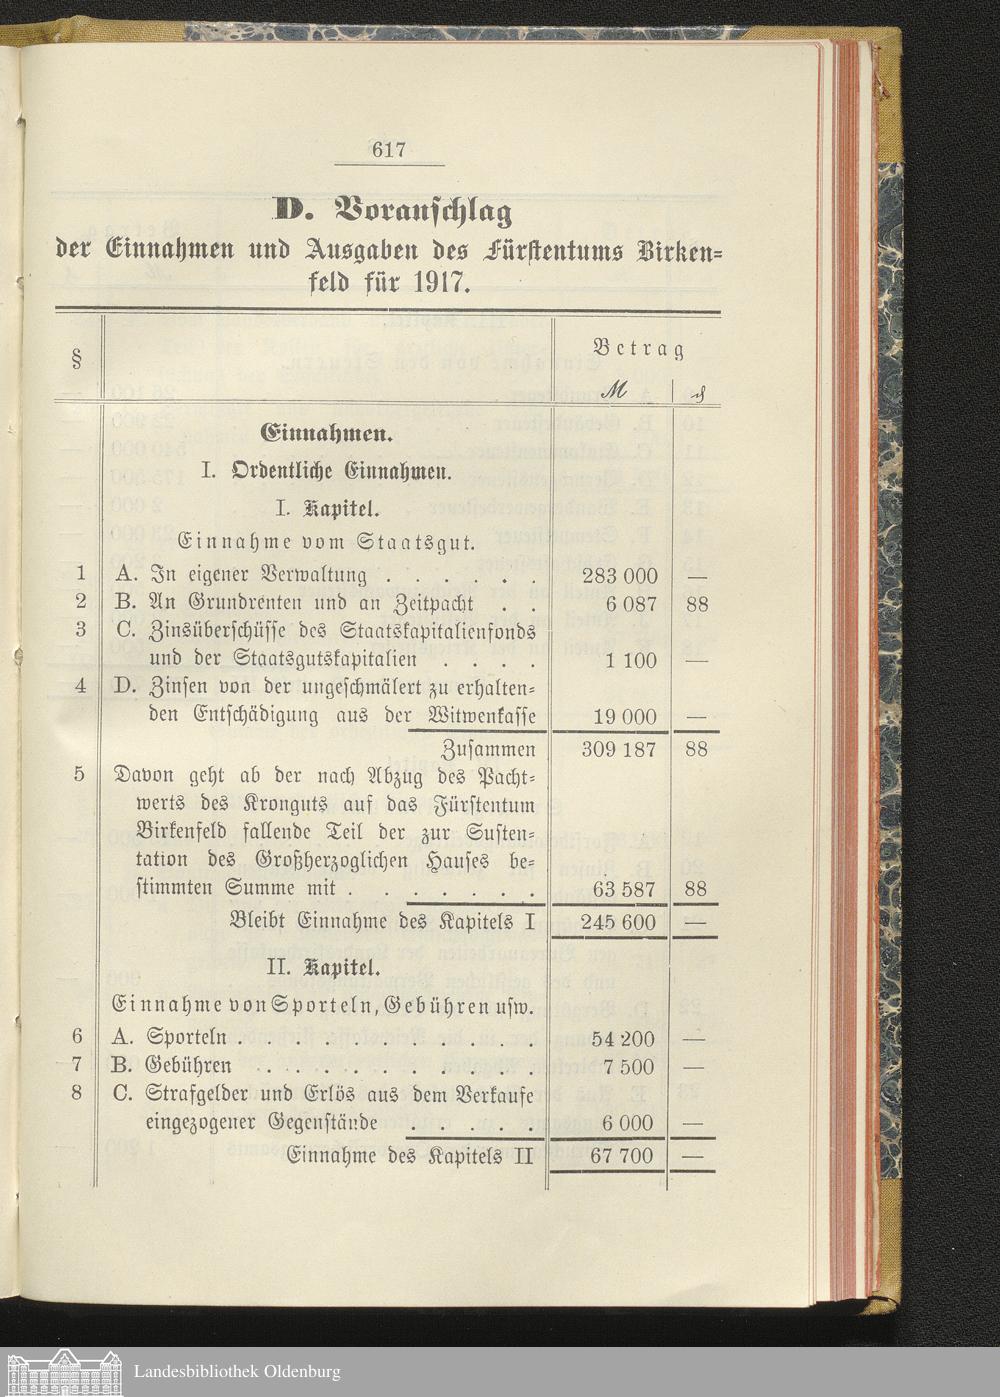 617
D. Voranschlag
der Einnahmen und Ausgaben des Fürstentums Birken=
feld für 1917.
§ Betrag
ℳ ₰
Einnahmen.
I. Ordentliche Einnahmen.
I. Kapitel.
Einnahme vom Staatsgut.
1 A. In eigener Verwaltung . . . . . . 283 000 —
2 B. An Grundrenten und an Zeitpacht . . 6 087 88
3 C. Zinsüberschüsse des Staatskapitalienfonds
und der Staatsgutskapitalien . . . . 1 100 —
4 D. Zinsen von der ungeschmälert zu erhalten=
den Entschädigung aus der Witwenkasse 19 000 —
Zusammen 309 187 88
5 Davon geht ab der nach Abzug des Pacht=
werts des Kronguts auf das Fürstentum
Birkenfeld fallende Teil der zur Susten=
tation des Großherzoglichen Hauses be=
stimmten Summe mit . . . . . . . 63 587 88
Bleibt Einnahme des Kapitels I 245 600 —
II. Kapitel.
Einnahme von Sporteln, Gebühren usw.
6 A. Sporteln . . . . . . . . . . . 54 200 —
7 B. Gebühren . . . . . . . . . . 7 500 —
8 C. Strafgelder und Erlös aus dem Verkaufe
eingezogener Gegenstände . . . . . 6 000 —
Einnahme des Kapitels II 67 700 —
Landesbibliothek Oldenburg